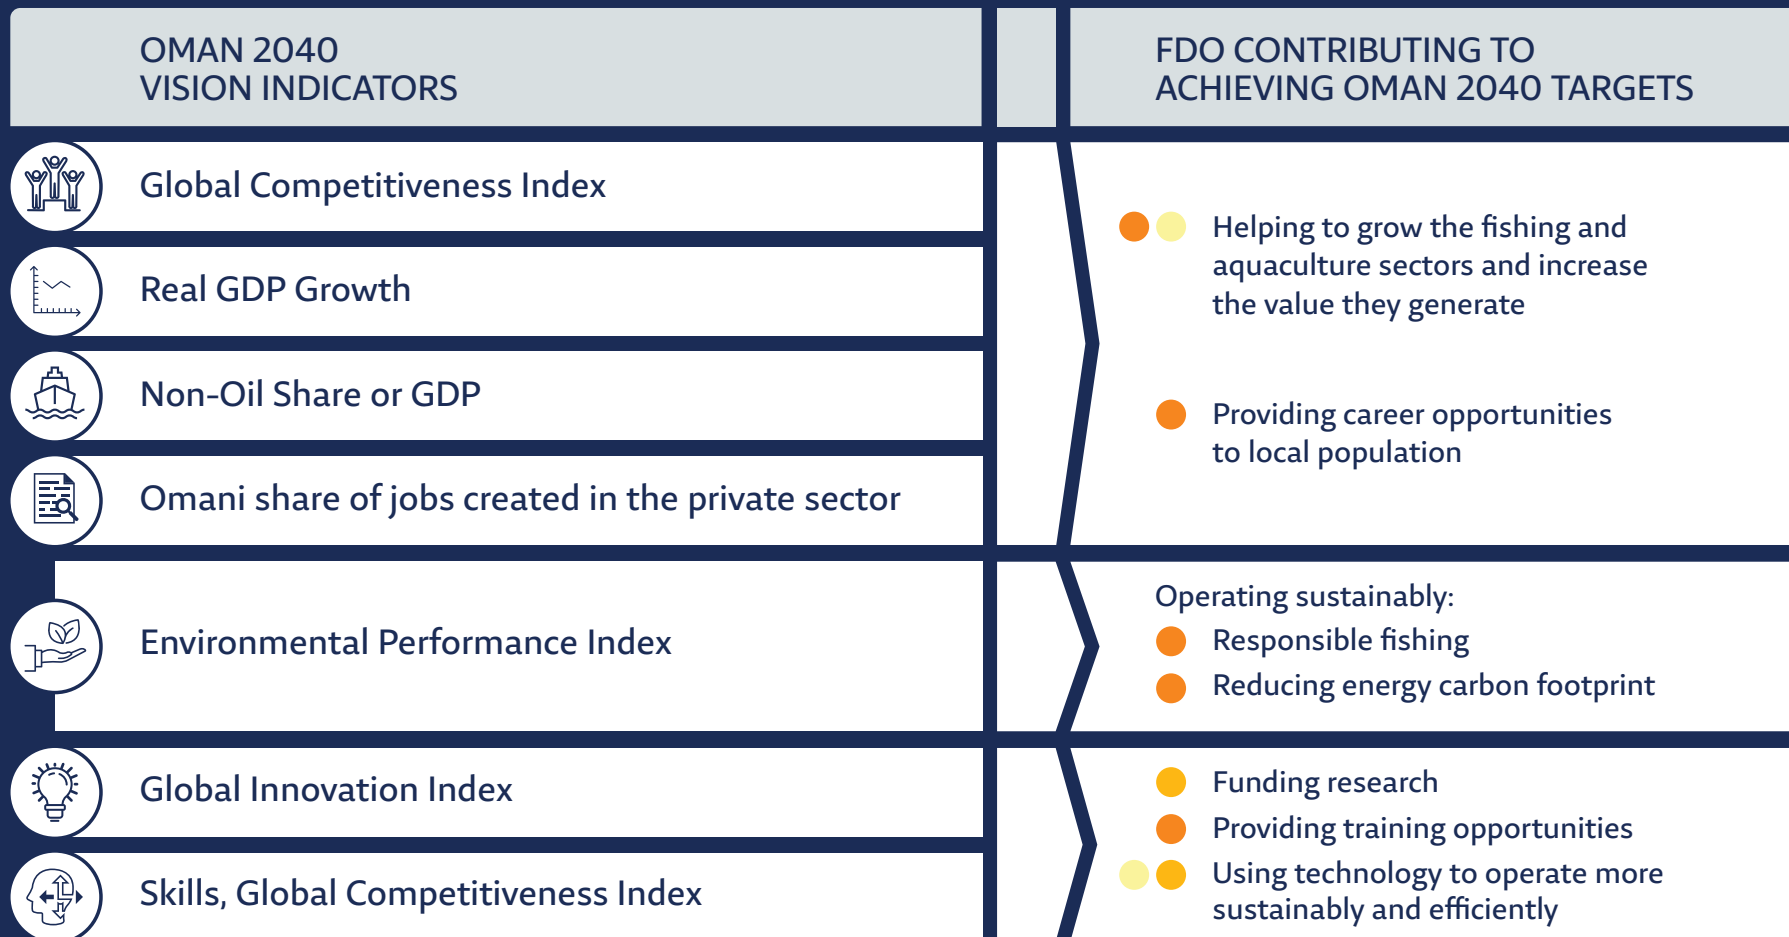 OMAN 2040
VISION INDICATORS
FDO CONTRIBUTING TO
ACHIEVING OMAN 2040 TARGETS
Global Competitiveness Index
Real GDP Growth
Non-Oil Share or GDP
Omani share of jobs created in the private sector
Helping to grow the fishing and
aquaculture sectors and increase
the value they generate
Providing career opportunities
to local population
Environmental Performance Index
Operating sustainably:
Responsible fishing
Reducing energy carbon footprint
Global Innovation Index
Skills, Global Competitiveness Index
Funding research
Providing training opportunities
Using technology to operate more
sustainably and efficiently